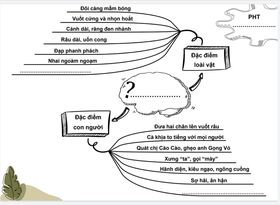 Đôi càng mẫm bóng
Vuốt cứng và nhọn hoắt
Cánh dài, răng đen nhánh
Râu dài, uốn cong
Đạp phanh phách
Nhai ngoàm ngoạm
PHT
Đặc điểm
loài vật
?
Đặc điểm
con người
Đưa hai chân lên vuốt râu
Cà khịa to tiếng với mọi người
Quát chị Cào Cào, ghẹo anh Gọng Vó
Xưng "ta", gọi "mày"
Hãnh diện, kiêu ngạo, ngông cuồng
Sợ hãi, ân hận